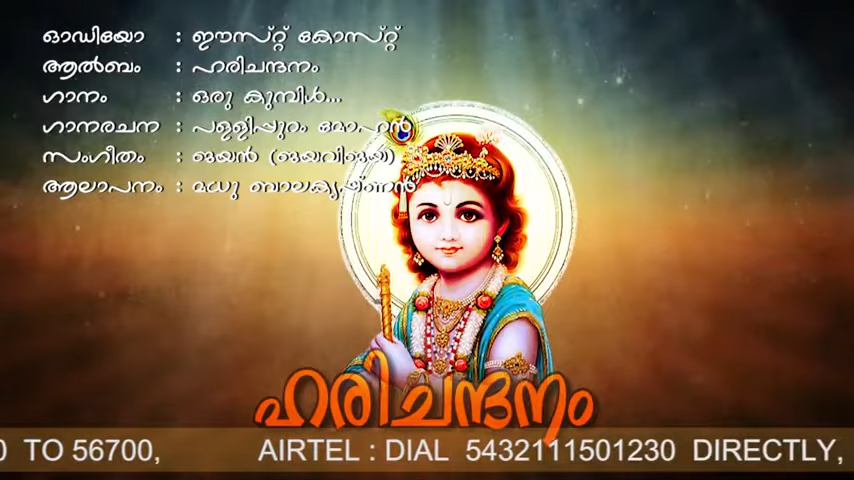 ഓഡിയോ : ഈസ്റ്റ് കോസ്റ്റ്
ആൽബം : ഹരിചന്ദനം
ഗാനം : ഒരു കുമ്പിൾ...
ഗാനരചന : പള്ളിപ്പുറം മോഹൻ
സംഗീതം : ജയൻ (ജയവിജയ)
ആലാപനം : മധു ബാലകൃഷ്ണൻ
ഹരിചന്ദനം
0 TO 56700, AIRTEL : DIAL 5432111501230 DIRECTLY,